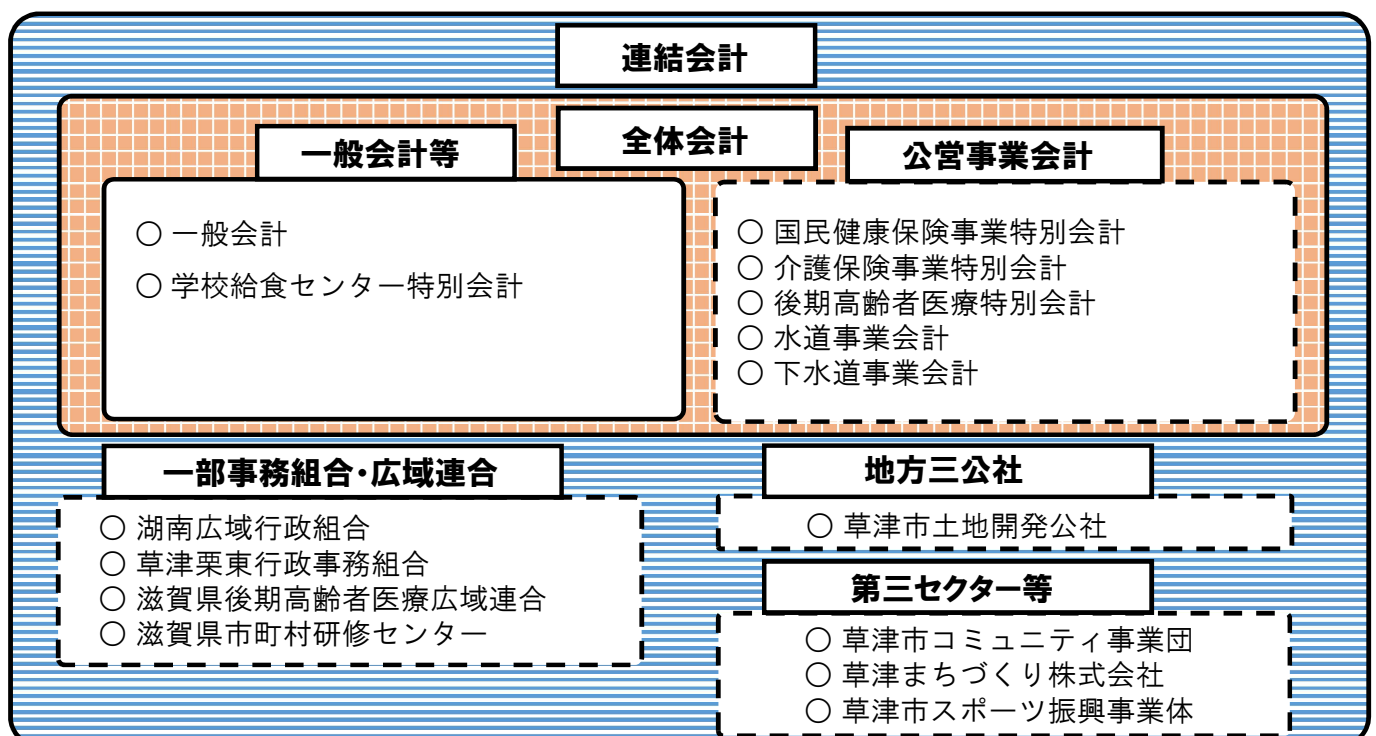 連結会計
全体会計
一般会計等
○ 一般会計
○ 学校給食センター特別会計
公営事業会計
○ 国民健康保険事業特別会計
○ 介護保険事業特別会計
○ 後期高齢者医療特別会計
○ 水道事業会計
○ 下水道事業会計
一部事務組合・広域連合
○ 湖南広域行政組合
○ 草津栗東行政事務組合
○ 滋賀県後期高齢者医療広域連合
○ 滋賀県市町村研修センター
地方三公社
○ 草津市土地開発公社
第三セクター等
○ 草津市コミュニティ事業団
○ 草津まちづくり株式会社
○ 草津市スポーツ振興事業体